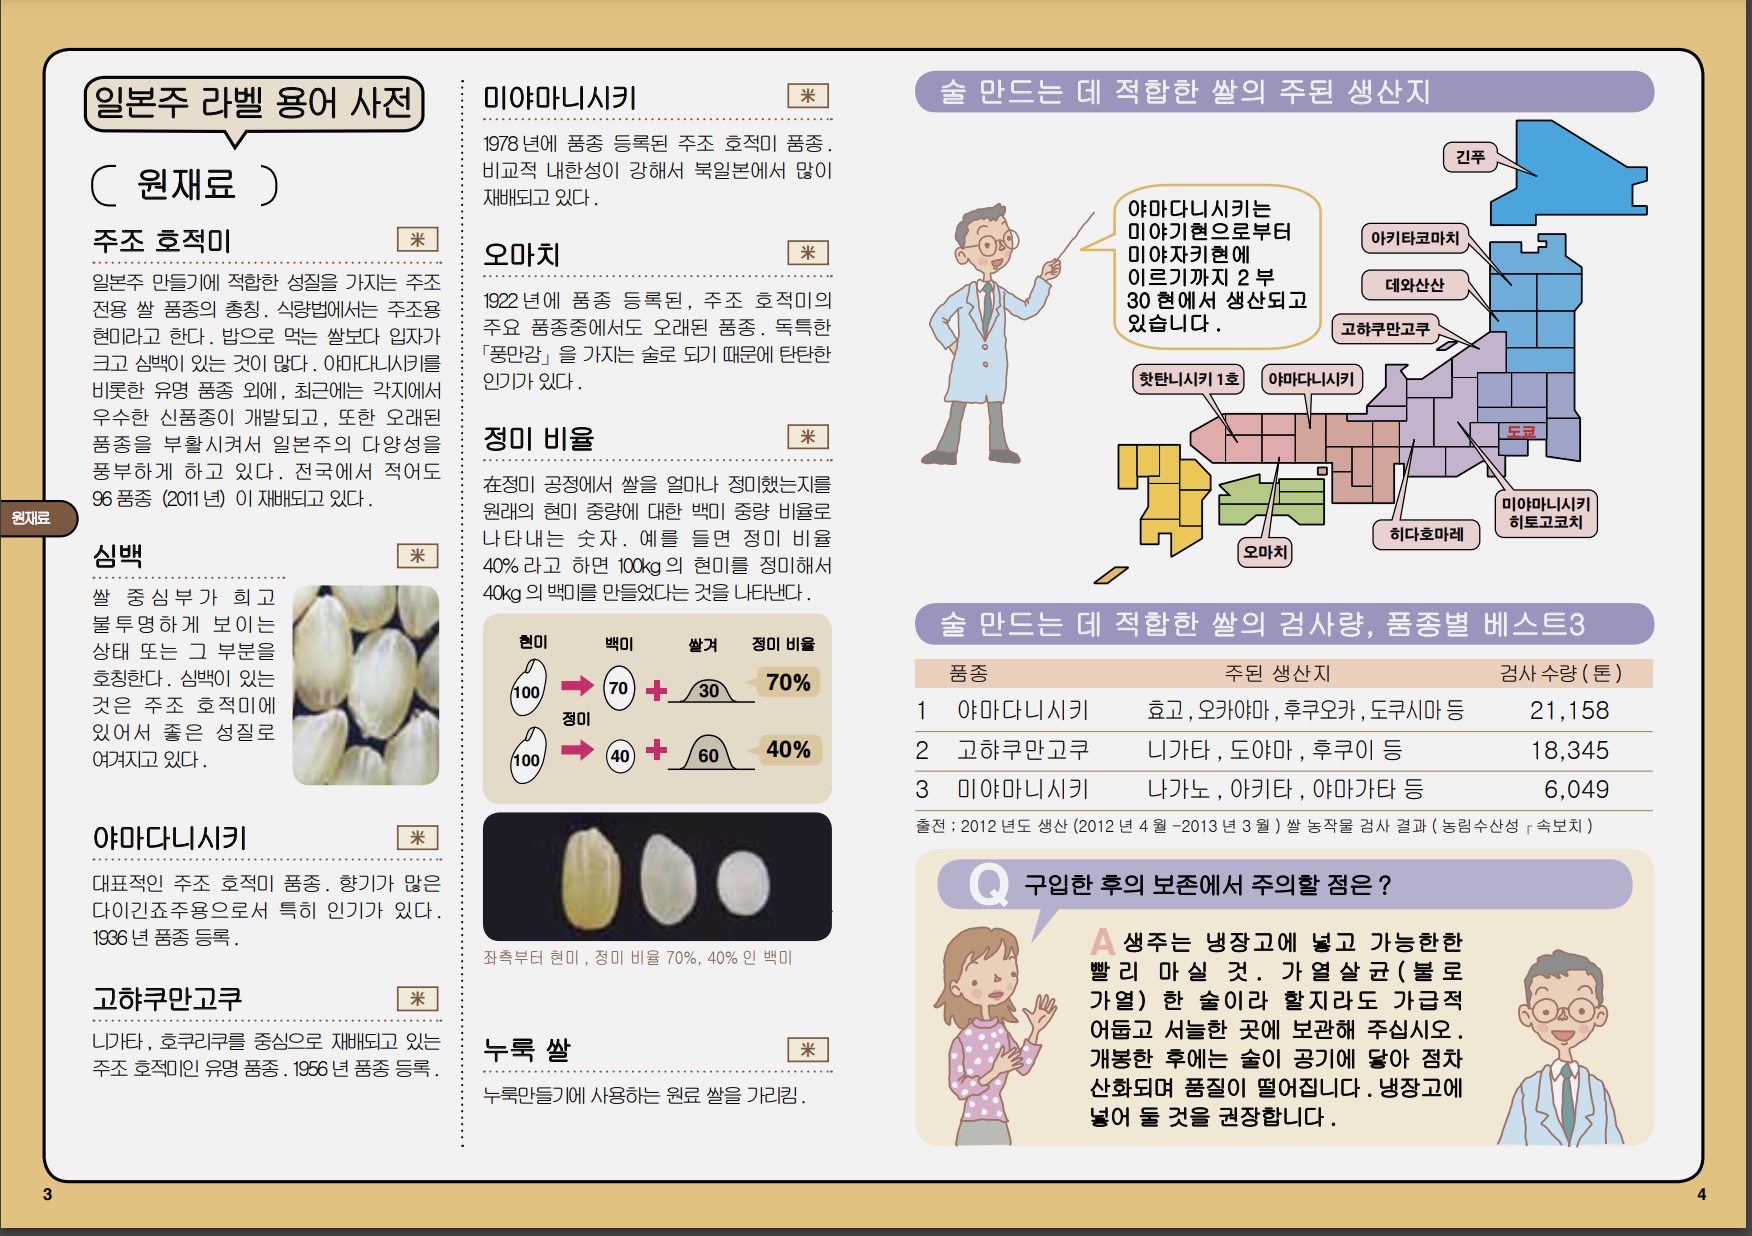 일본주 라벨 용어 사전
원재료
주조 호적미 米
일본주 만들기에 적합한 성질을 가지는 주조
전용 쌀 품종의 총칭. 식량법에서는 주조용
현미라고 한다. 밥으로 먹는 쌀보다 입자가
크고 심백이 있는 것이 많다. 야마다니시키를
비롯한 유명 품종 외에, 최근에는 각지에서
우수한 신품종이 개발되고, 또한 오래된
품종을 부활시켜서 일본주의 다양성을
풍부하게 하고 있다. 전국에서 적어도
96 품종 (2011년) 이 재배되고 있다.
원재료
심백 米
쌀 중심부가 희고
불투명하게 보이는
상태 또는 그 부분을
호칭한다. 심백이 있는
것은 주조 호적미에
있어서 좋은 성질로
여겨지고 있다.
야마다니시키 米
대표적인 주조 호적미 품종. 향기가 많은
다이긴죠주용으로서 특히 인기가 있다.
1936 년 품종 등록.
고햐쿠만고쿠 米
니가타, 호쿠리쿠를 중심으로 재배되고 있는
주조 호적미인 유명 품종. 1956 년 품종 등록.
미야마니시키 米
1978 년에 품종 등록된 주조 호적미 품종.
비교적 내한성이 강해서 북일본에서 많이
재배되고 있다.
오마치 米
1922 년에 품종 등록된, 주조 호적미의
주요 품종중에서도 오래된 품종. 독특한
「풍만감」을 가지는 술로 되기 때문에 탄탄한
인기가 있다.
정미 비율 米
在정미 공정에서 쌀을 얼마나 정미했는지를
원래의 현미 중량에 대한 백미 중량 비율로
나타내는 숫자. 예를 들면 정미 비율
40% 라고 하면 100kg 의 현미를 정미해서
40kg 의 백미를 만들었다는 것을 나타낸다.
현미 백미 쌀겨 정미 비율
100 70 + 30 70%
정미
100 40 + 60 40%
좌측부터 현미, 정미 비율 70%, 40% 인 백미
누룩 쌀 米
누룩만들기에 사용하는 원료 쌀을 가리킴.
3
술 만드는 데 적합한 쌀의 주된 생산지
야마다니시키는
미야기현으로부터
미야자키현에
이르기까지 2 부
30 현에서 생산되고
있습니다.
긴푸
아키타코마치
데와산산
고햐쿠만고쿠
핫탄니시키 1호
야마다니시키
도쿄
미야마니시키
히토고코치
히다호마레
오마치
술 만드는 데 적합한 쌀의 검사량, 품종별 베스트3
품종 주된 생산지 검사 수량 (톤)
1 야마다니시키 효고, 오카야마, 후쿠오카, 도쿠시마 등 21,158
2 고햐쿠만고쿠 니가타, 도야마, 후쿠이 등 18,345
3 미야마니시키 나가노, 아키타, 야마가타 등 6,049
출전 ; 2012 년도 생산 (2012 년 4 월 -2013 년 3 월 ) 쌀 농작물 검사 결과 ( 농림수산성 「 속보치 )
Q 구입한 후의 보존에서 주의할 점은 ?
A 생주는 냉장고에 넣고 가능한한
빨리 마실 것. 가열살균(불로
가열) 한 술이라 할지라도 가급적
어둡고 서늘한 곳에 보관해 주십시오.
개봉한 후에는 술이 공기에 닿아 점차
산화되며 품질이 떨어집니다. 냉장고에
넣어 둘 것을 권장합니다.
4